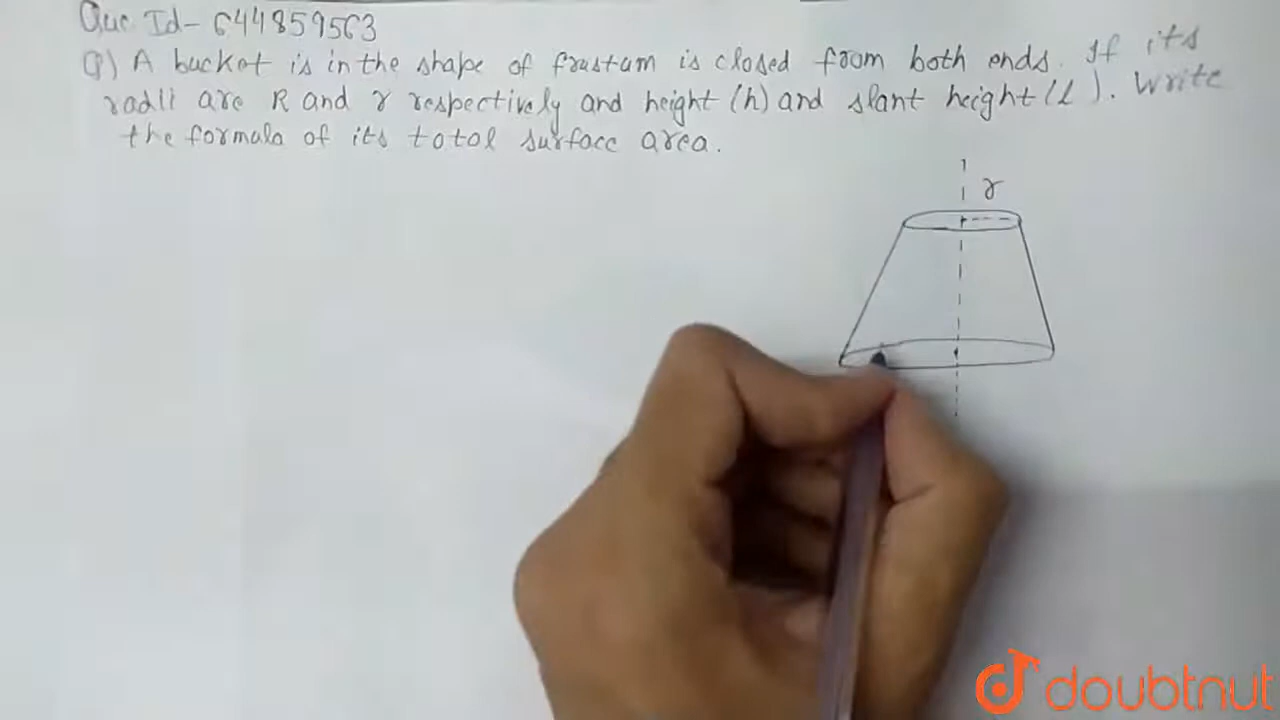 Que Id- 644859563
Q) A bucket is in the shape of frustum is closed from both ends. If its
radii are R and r respectively and height (h) and slant height (L). Write
the formula of its total surface area.
r
doubtnut